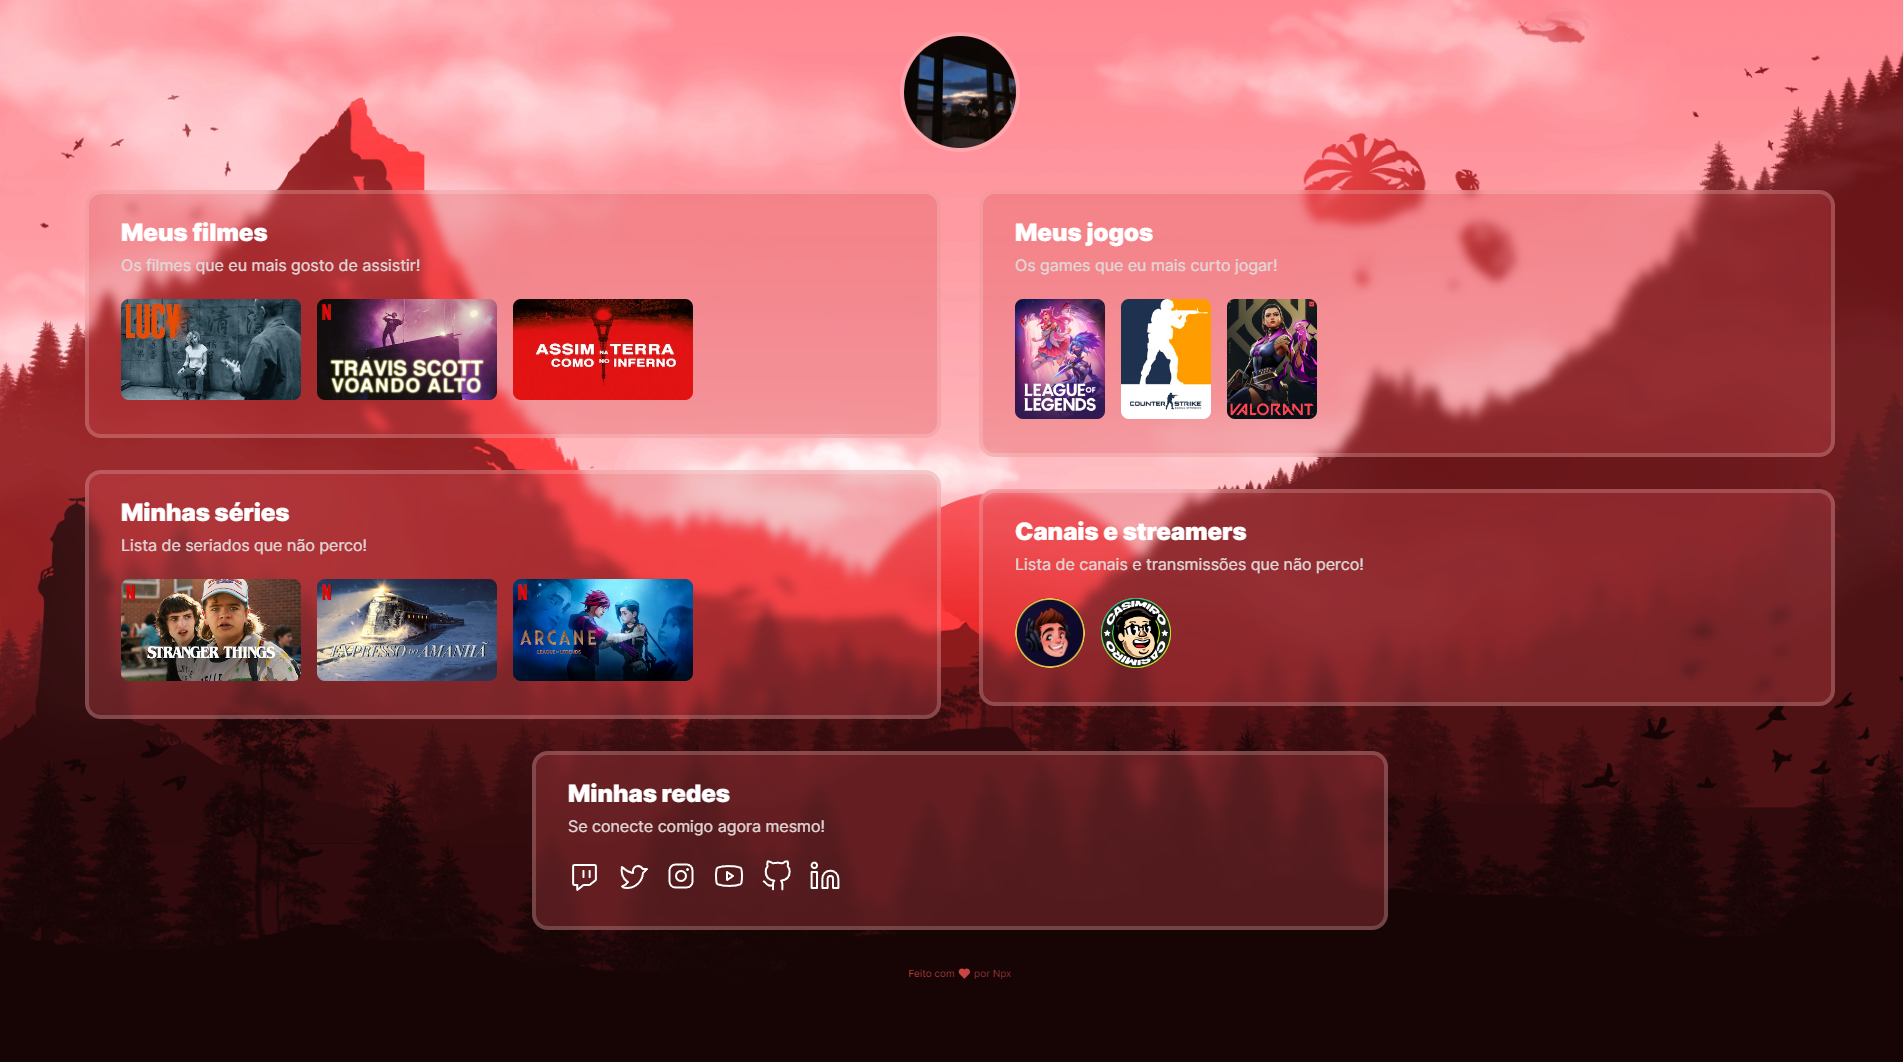 Meus filmes
Os filmes que eu mais gosto de assistir!
LUCY
N
TRAVIS SCOTT
VOANDO ALTO
ASSIM NA TERRA
COMO NO INFERNO
Meus jogos
Os games que eu mais curto jogar!
LEAGUE OF
LEGENDS
COUNTER STRIKE
VALORANT
Minhas séries
Lista de seriados que não perco!
N
STRANGER THINGS
N
EXPRESSO DO AMANHÃ
N
ARCANE
LEAGUE OF LEGENDS
Canais e streamers
Lista de canais e transmissões que não perco!
CASIMIRO
CASIMIRO
Minhas redes
Se conecte comigo agora mesmo!
in
Feito com ❤ por Npx